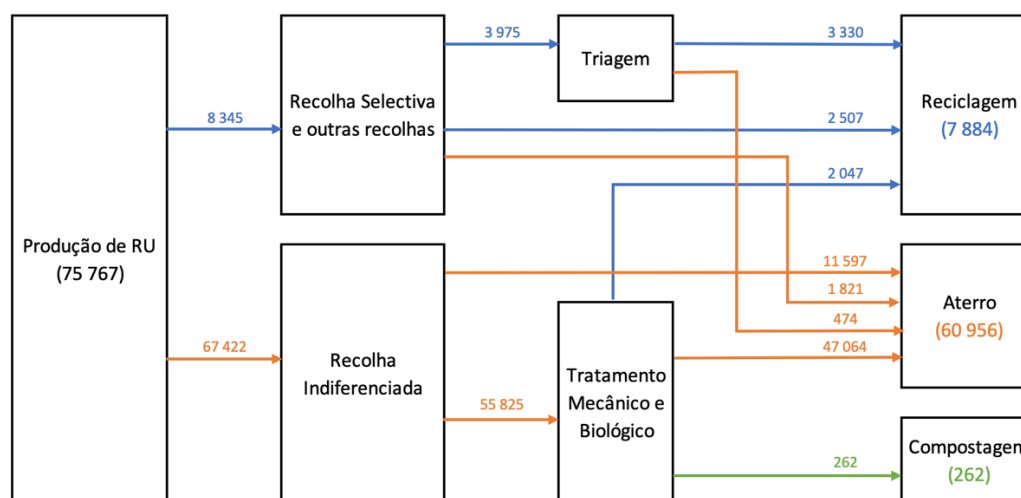 3 975
3 330
Triagem
Recolha Selectiva
e outras recolhas
Reciclagem
(7 884)
8 345
2 507
2 047
Produção de RU
(75 767)
11 597
1 821
Aterro
(60 956)
474
67 422
47 064
Recolha
Indiferenciada
Tratamento
Mecânico e
Biológico
55 825
Compostagem
(262)
262